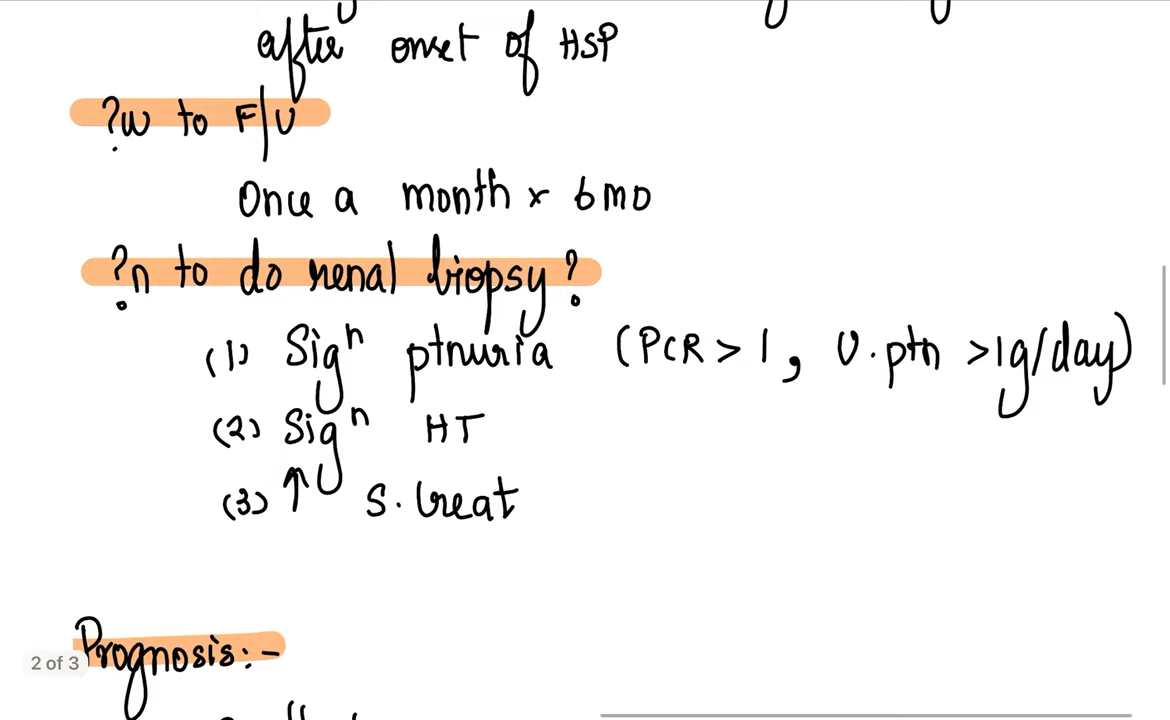 after onset of HSP
?w to F/U
Once a month x 6mo
?n to do renal biopsy?
(1) Sigⁿ ptnuria (PCR > 1, U.ptn >1g/day)
(2) Sigⁿ HT
(3) ↑ S. Creat
Prognosis:-
2 of 3